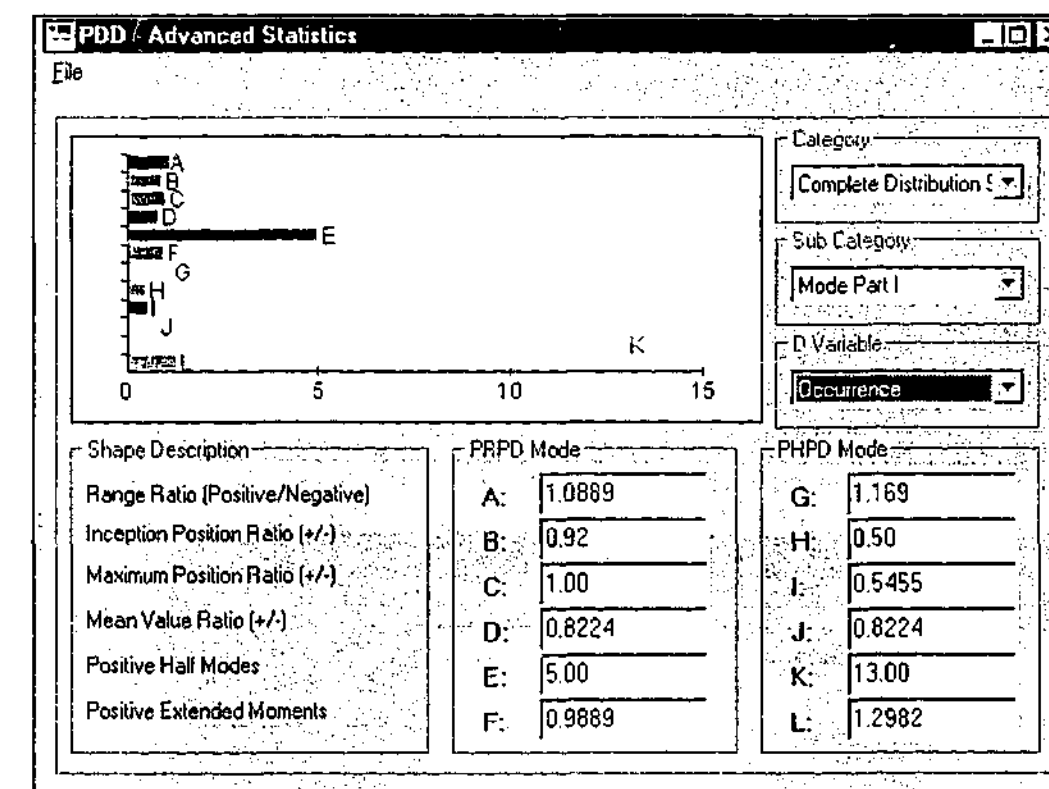 PDD / Advanced Statistics
File
A
B
C
D
E
F
G
H
I
J
K
L
0 5 10 15
Category
Complete Distribution S
Sub Category
Mode Part I
D Variable
Occurrence
Shape Description
Range Ratio (Positive/Negative)
Inception Position Ratio (+/-)
Maximum Position Ratio (+/-)
Mean Value Ratio (+/-)
Positive Half Modes
Positive Extended Moments
PRPD Mode
A: 1.0889
B: 0.92
C: 1.00
D: 0.8224
E: 5.00
F: 0.9889
PHPD Mode
G: 1.169
H: 0.50
I: 0.5455
J: 0.8224
K: 13.00
L: 1.2982